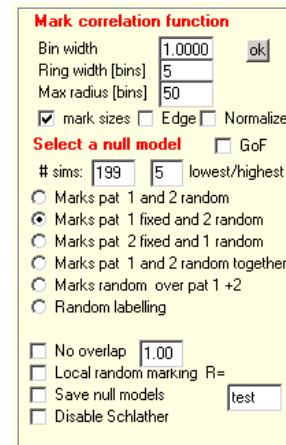 Mark correlation function
Bin width 1.0000 ok
Ring width [bins] 5
Max radius [bins] 50
mark sizes Edge Normalize
Select a null model GoF
# sims: 199 5 lowest/highest
Marks pat 1 and 2 random
Marks pat 1 fixed and 2 random
Marks pat 2 fixed and 1 random
Marks pat 1 and 2 random together
Marks random over pat 1 +2
Random labelling
No overlap 1.00
Local random marking R=
Save null models test
Disable Schlather